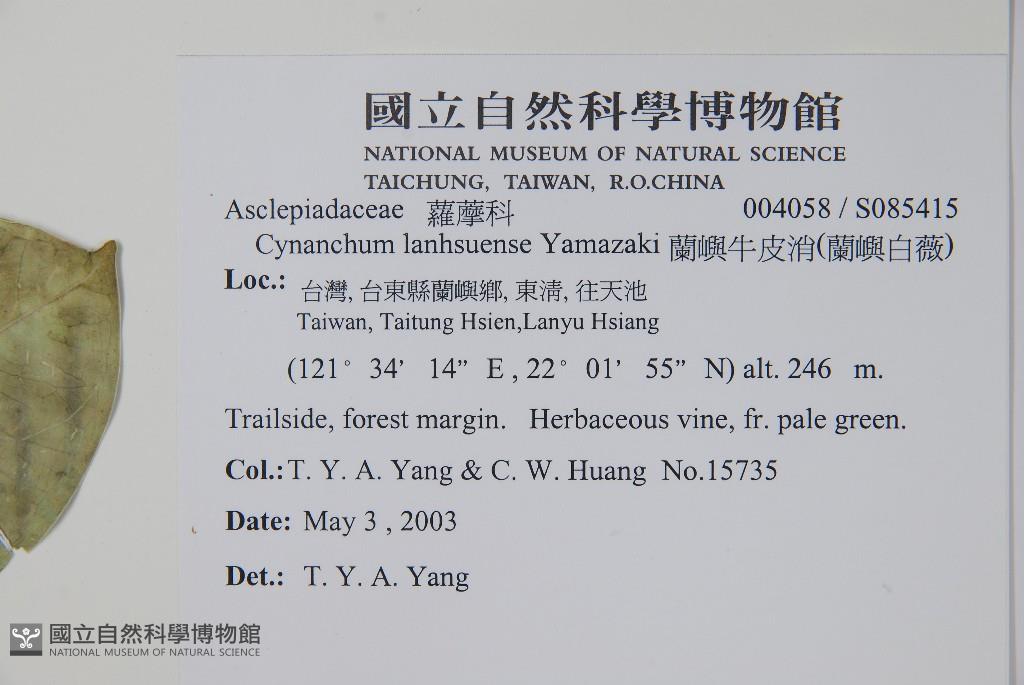 國立自然科學博物館
NATIONAL MUSEUM OF NATURAL SCIENCE
TAICHUNG, TAIWAN, R.O.CHINA
Asclepiadaceae 蘿藦科 004058 / S085415
Cynanchum lanhsuense Yamazaki 蘭嶼牛皮消(蘭嶼白薇)
Loc.: 台灣, 台東縣蘭嶼鄉, 東清, 往天池
Taiwan, Taitung Hsien,Lanyu Hsiang
(121° 34’ 14” E , 22° 01’ 55” N) alt. 246 m.
Trailside, forest margin. Herbaceous vine, fr. pale green.
Col.: T. Y. A. Yang & C. W. Huang No.15735
Date: May 3 , 2003
Det.: T. Y. A. Yang
國立自然科學博物館
NATIONAL MUSEUM OF NATURAL SCIENCE